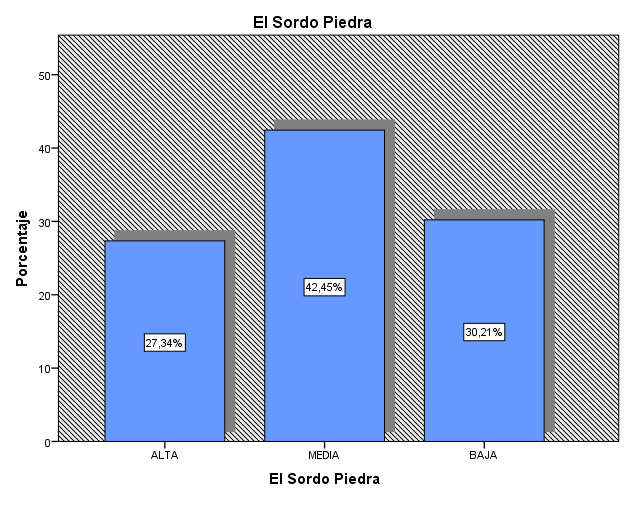 El Sordo Piedra
Porcentaje
50
40
30
20
10
0
27,34%
42,45%
30,21%
ALTA
MEDIA
BAJA
El Sordo Piedra